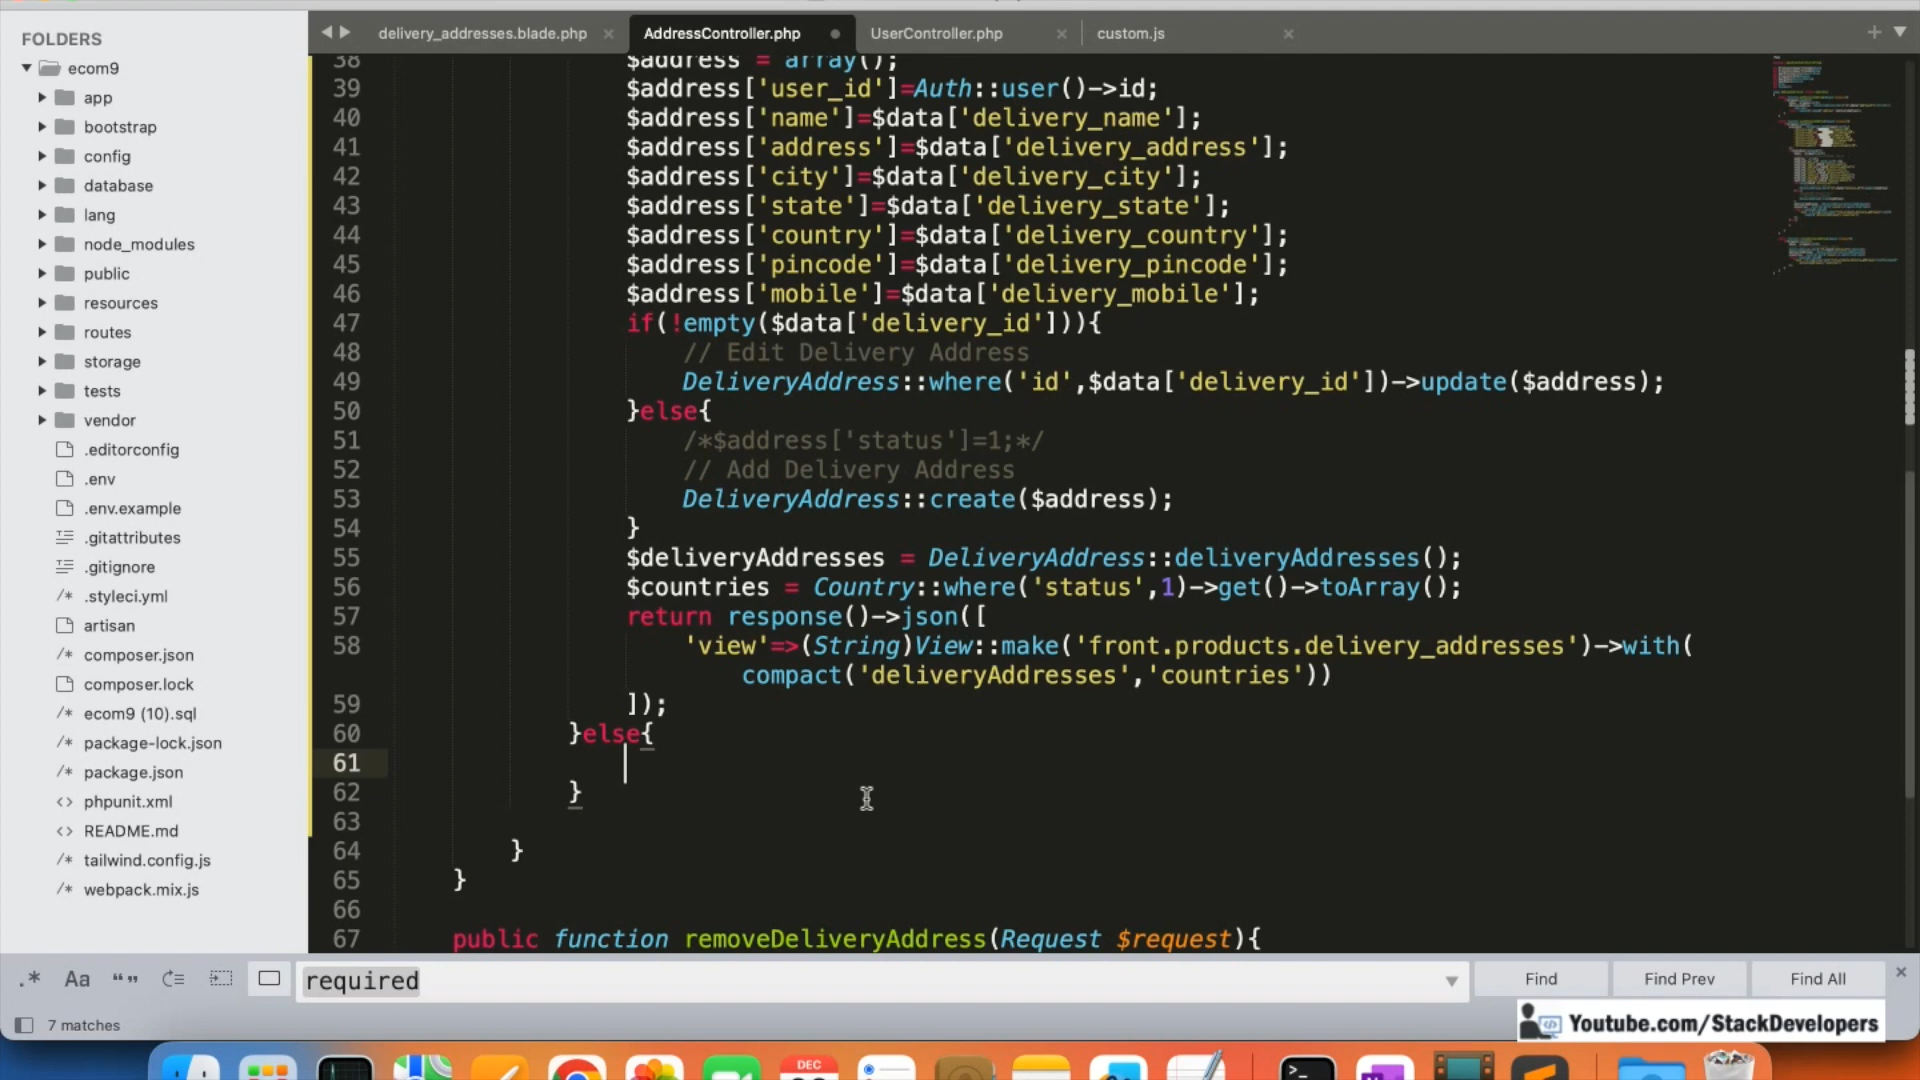 FOLDERS
ecom9
app
bootstrap
config
database
lang
node_modules
public
resources
routes
storage
tests
vendor
.editorconfig
.env
.env.example
.gitattributes
.gitignore
.styleci.yml
artisan
composer.json
composer.lock
ecom9 (10).sql
package-lock.json
package.json
phpunit.xml
README.md
tailwind.config.js
webpack.mix.js
delivery_addresses.blade.php
AddressController.php
UserController.php
custom.js
38 $address = array();
39 $address['user_id']=Auth::user()->id;
40 $address['name']=$data['delivery_name'];
41 $address['address']=$data['delivery_address'];
42 $address['city']=$data['delivery_city'];
43 $address['state']=$data['delivery_state'];
44 $address['country']=$data['delivery_country'];
45 $address['pincode']=$data['delivery_pincode'];
46 $address['mobile']=$data['delivery_mobile'];
47 if(!empty($data['delivery_id'])){
48 // Edit Delivery Address
49 DeliveryAddress::where('id',$data['delivery_id'])->update($address);
50 }else{
51 /*$address['status']=1;*/
52 // Add Delivery Address
53 DeliveryAddress::create($address);
54 }
55 $deliveryAddresses = DeliveryAddress::deliveryAddresses();
56 $countries = Country::where('status',1)->get()->toArray();
57 return response()->json([
58 'view'=>(String)View::make('front.products.delivery_addresses')->with(
compact('deliveryAddresses','countries'))
59 ]);
60 }else{
61
62 }
63
64 }
65 }
66
67 public function removeDeliveryAddress(Request $request){
.* Aa “” required Find Find Prev Find All
7 matches
Youtube.com/StackDevelopers
DEC